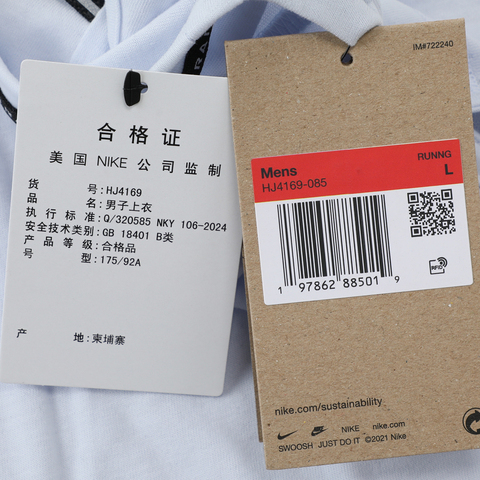 合格证
美国 NIKE 公司监制
货号:HJ4169
品名:男子上衣
执行标准:Q/320585 NKY 106-2024
安全技术类别:GB 18401 B类
产品等级:合格品
号型:175/92A
产地:柬埔寨
IM#722240
RUNNG
Mens L
HJ4169-085
1 97862 88501 9
RFID
nike.com/sustainability
NIKE nike.com
SWOOSH JUST DO IT ©2021 Nike